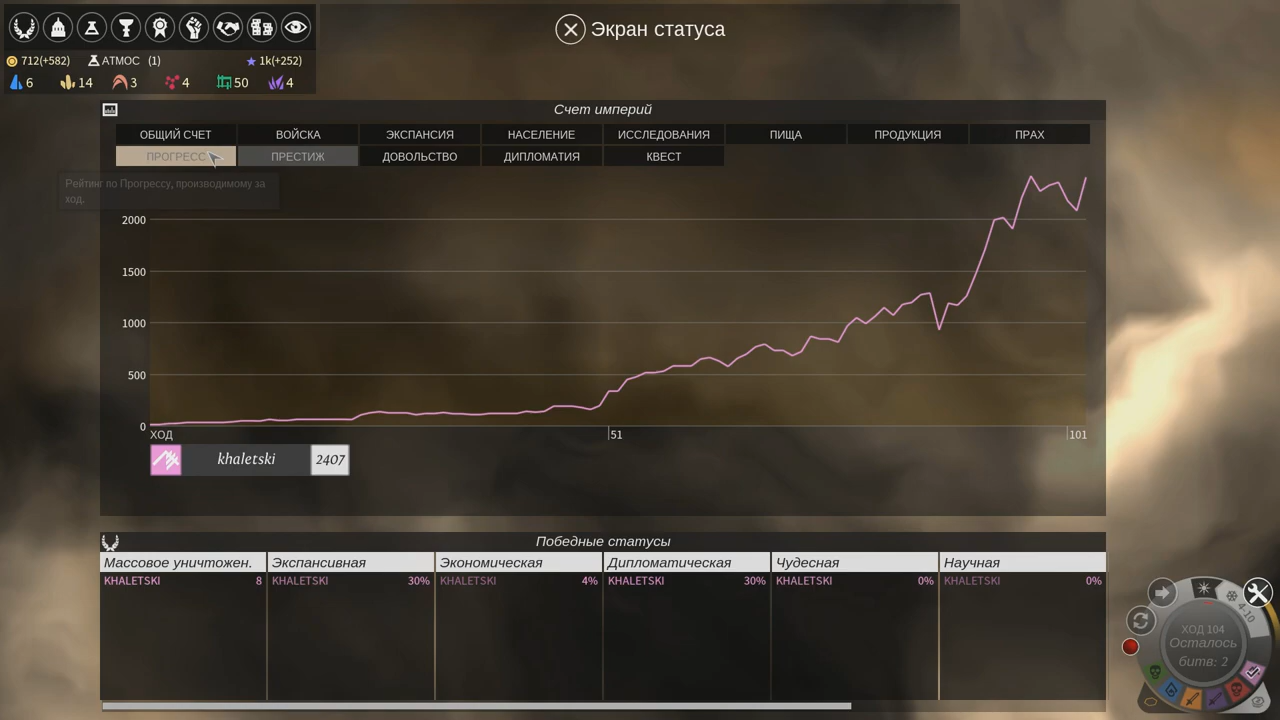 Экран статуса
712(+582) АТМОС (1) 1k(+252)
6 14 3 4 50 4
Счет империй
ОБЩИЙ СЧЕТ ВОЙСКА ЭКСПАНСИЯ НАСЕЛЕНИЕ ИССЛЕДОВАНИЯ ПИЩА ПРОДУКЦИЯ ПРАХ
ПРОГРЕСС ПРЕСТИЖ ДОВОЛЬСТВО ДИПЛОМАТИЯ КВЕСТ
Рейтинг по Прогрессу, производимому за
ход.
2000
1500
1000
500
0
ХОД 51 101
khaletski 2407
Победные статусы
Массовое уничтожен. Экспансивная Экономическая Дипломатическая Чудесная Научная
KHALETSKI 8 KHALETSKI 30% KHALETSKI 4% KHALETSKI 30% KHALETSKI 0% KHALETSKI 0%
4-10
ХОД 104
Осталось
битв: 2